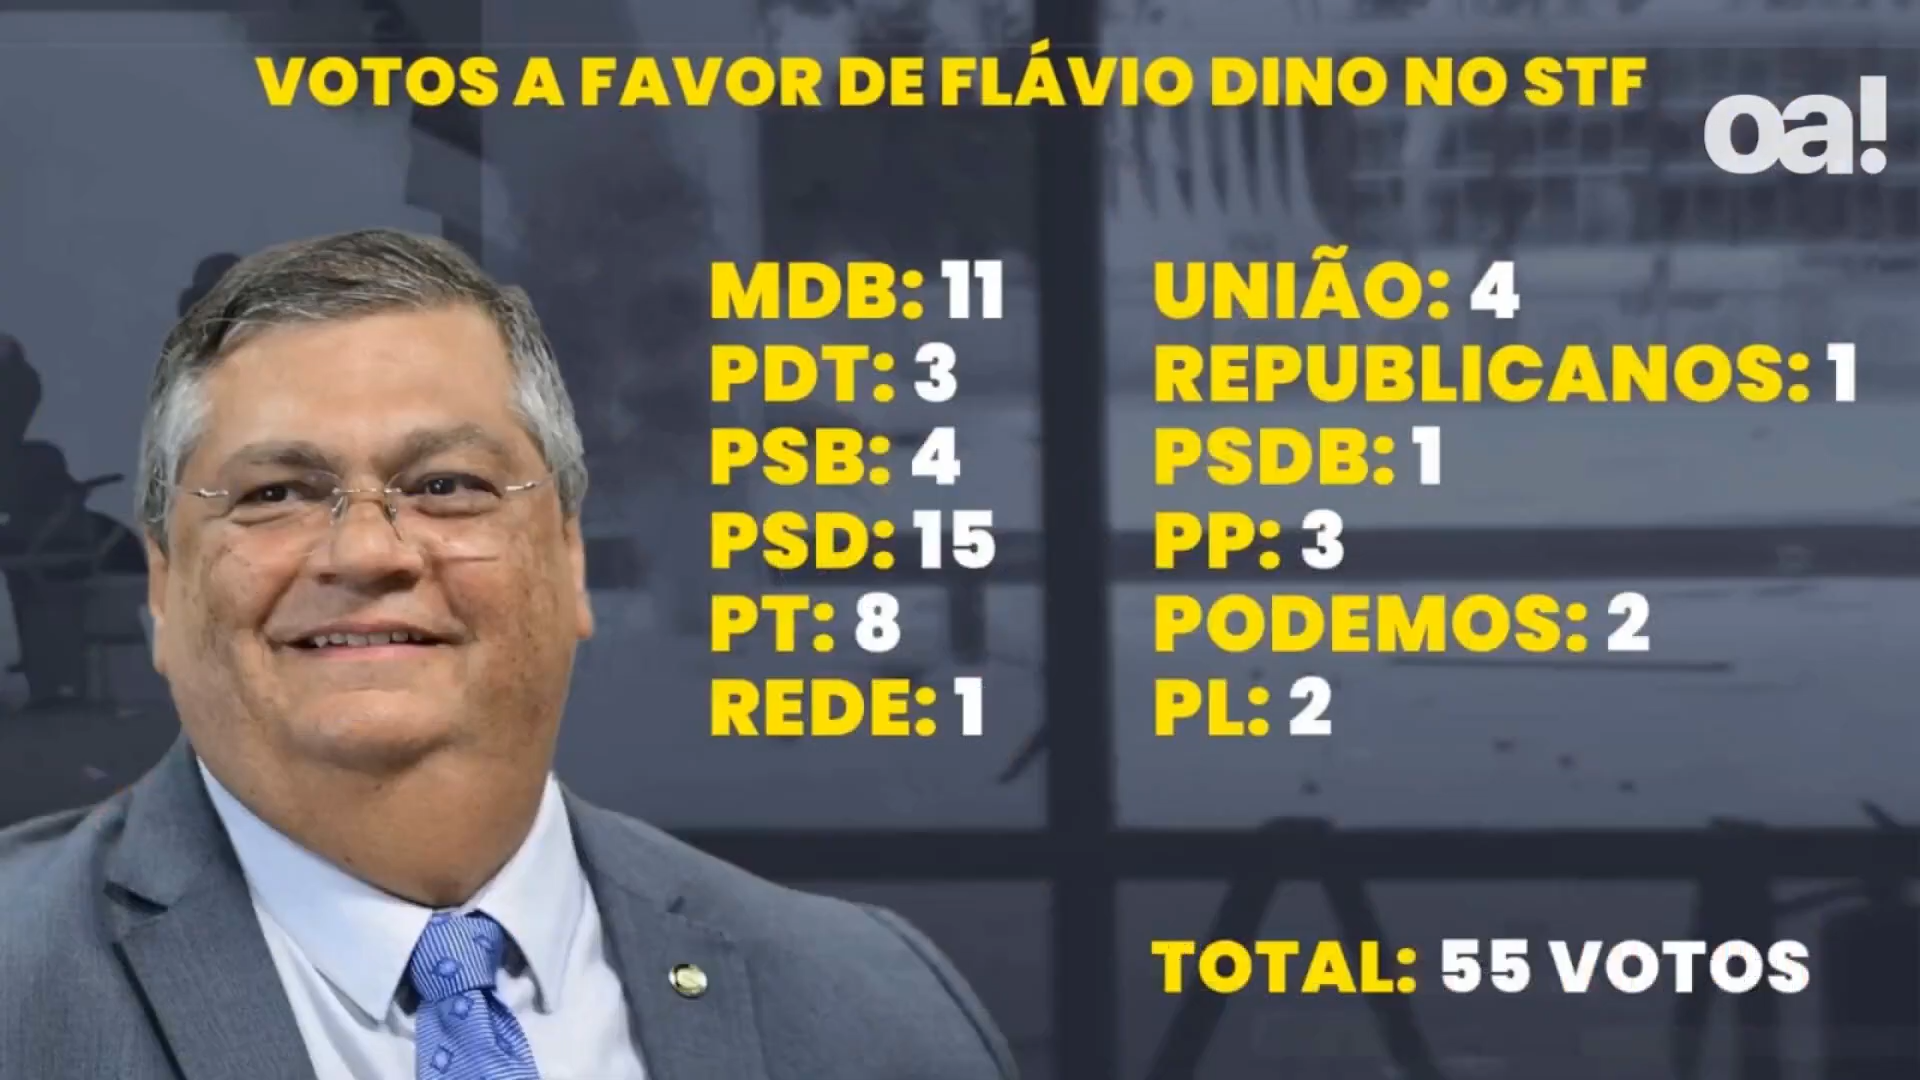 VOTOS A FAVOR DE FLÁVIO DINO NO STF
oa!
MDB: 11
PDT: 3
PSB: 4
PSD: 15
PT: 8
REDE: 1
UNIÃO: 4
REPUBLICANOS: 1
PSDB: 1
PP: 3
PODEMOS: 2
PL: 2
TOTAL: 55 VOTOS